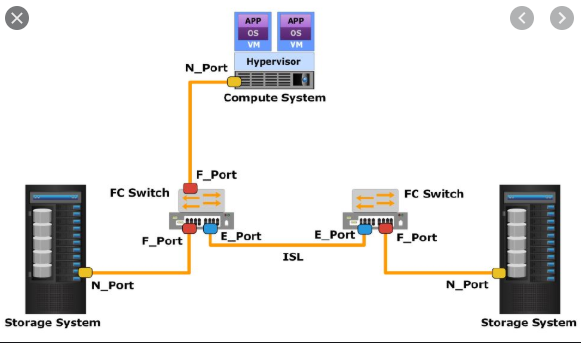 APP APP
OS OS
VM VM
Hypervisor
N_Port
Compute System
F_Port
FC Switch
FC Switch
F_Port
E_Port
E_Port
F_Port
ISL
N_Port
N_Port
Storage System
Storage System